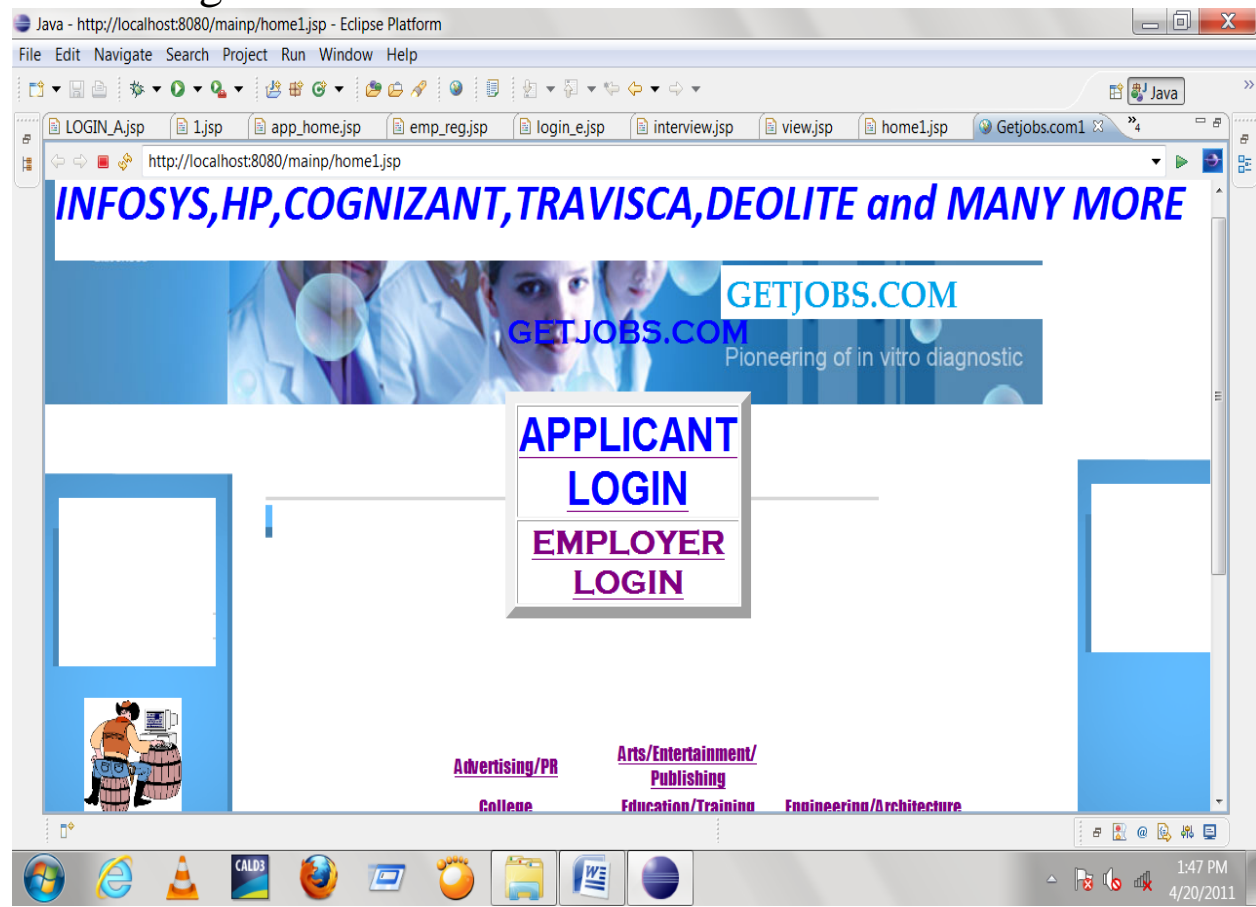 Java - http://localhost:8080/mainp/home1.jsp - Eclipse Platform
File Edit Navigate Search Project Run Window Help
Java
LOGIN_A.jsp 1.jsp app_home.jsp emp_reg.jsp login_e.jsp interview.jsp view.jsp home1.jsp Getjobs.com1 4
http://localhost:8080/mainp/home1.jsp
INFOSYS,HP,COGNIZANT,TRAVISCA,DEOLITE and MANY MORE
GETJOBS.COM
GETJOBS.COM
Pioneering of in vitro diagnostic
APPLICANT
LOGIN
EMPLOYER
LOGIN
Advertising/PR
Arts/Entertainment/
Publishing
College Education/Training Engineering/Architecture
CALD3
1:47 PM
4/20/2011